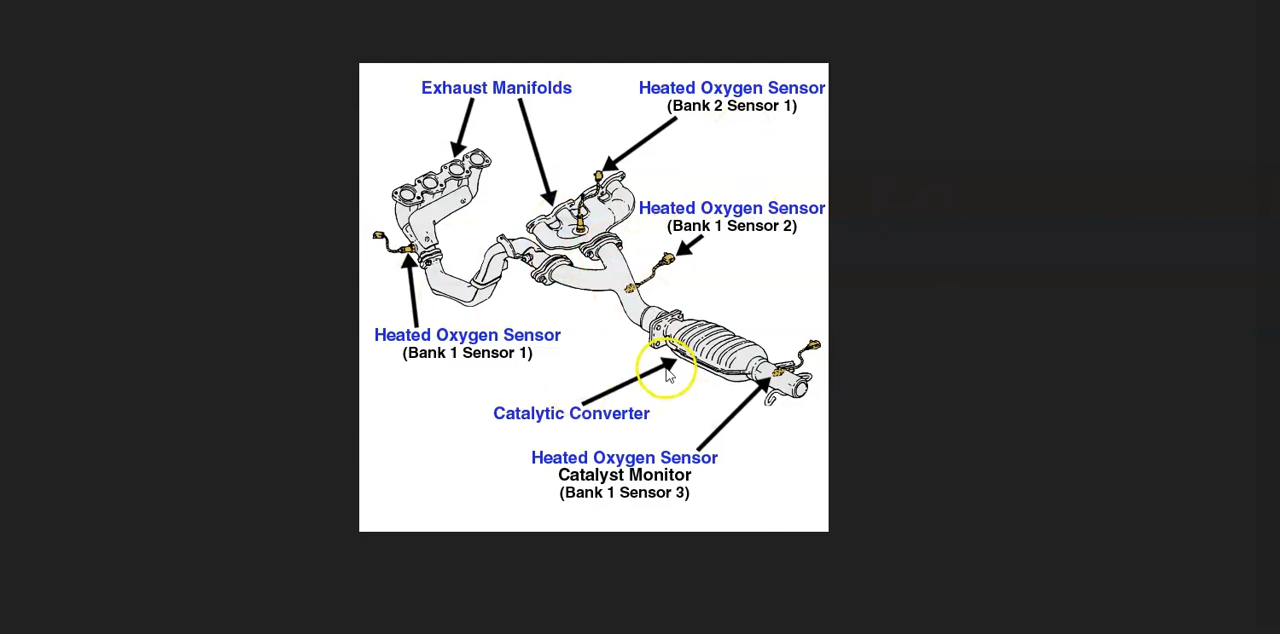 Exhaust Manifolds
Heated Oxygen Sensor
(Bank 2 Sensor 1)
Heated Oxygen Sensor
(Bank 1 Sensor 2)
Heated Oxygen Sensor
(Bank 1 Sensor 1)
Catalytic Converter
Heated Oxygen Sensor
Catalyst Monitor
(Bank 1 Sensor 3)